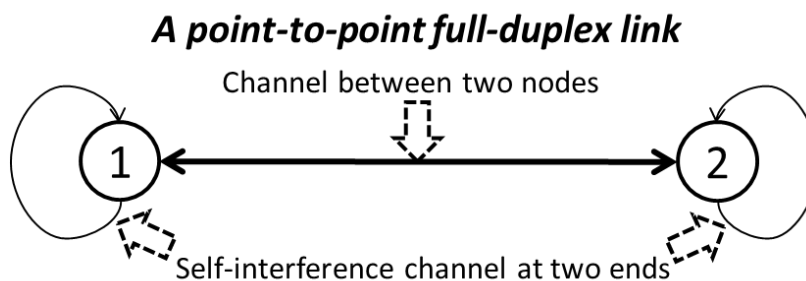 A point-to-point full-duplex link
Channel between two nodes
1
2
Self-interference channel at two ends